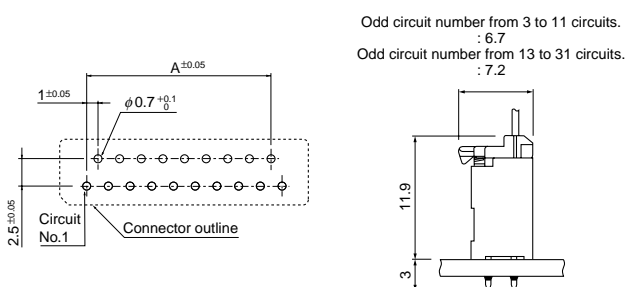 Odd circuit number from 3 to 11 circuits.
: 6.7
Odd circuit number from 13 to 31 circuits.
: 7.2
A±0.05
1±0.05
ϕ0.7 +0.1 0
2.5±0.05
Circuit
No.1
Connector outline
11.9
3